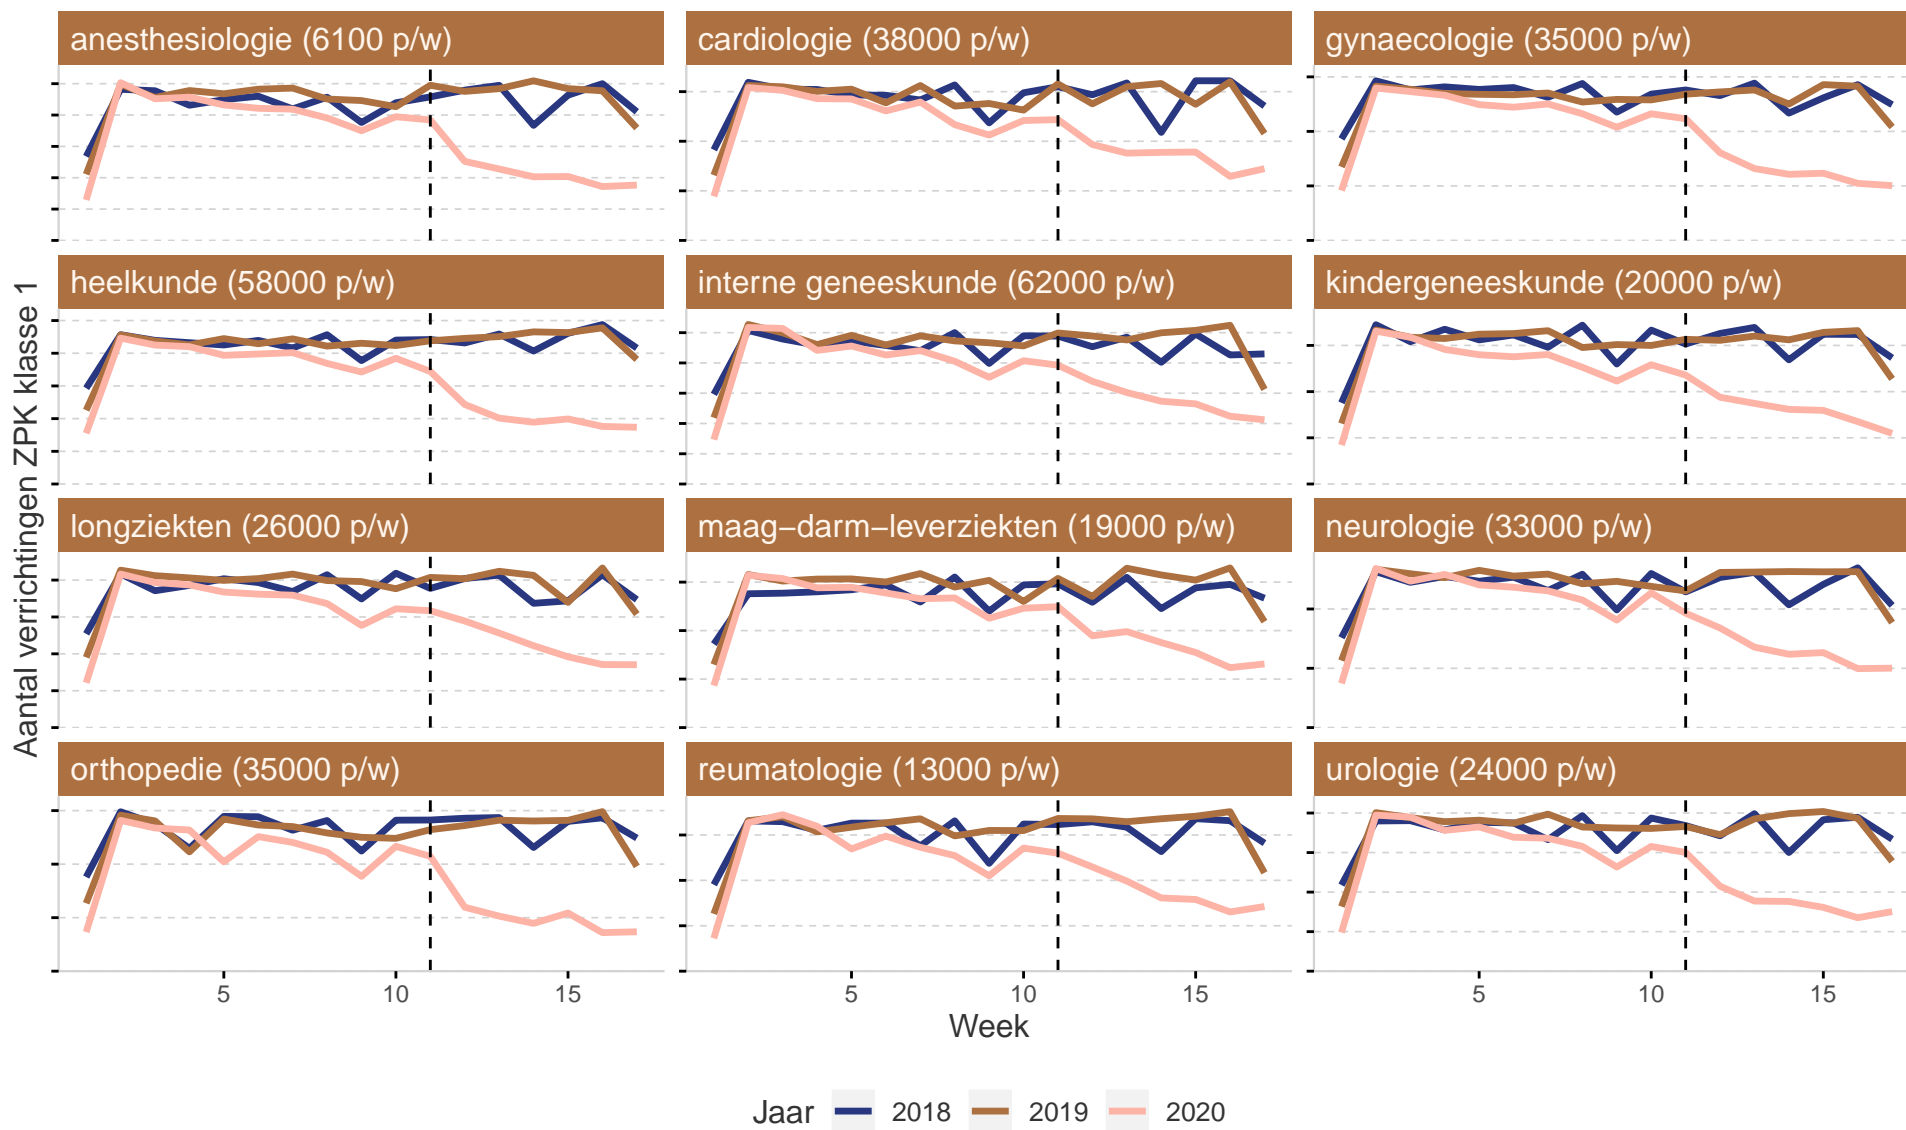 anesthesiologie (6100 p/w)
cardiologie (38000 p/w)
gynaecologie (35000 p/w)
heelkunde (58000 p/w)
interne geneeskunde (62000 p/w)
kindergeneeskunde (20000 p/w)
longziekten (26000 p/w)
maag−darm−leverziekten (19000 p/w)
neurologie (33000 p/w)
orthopedie (35000 p/w)
reumatologie (13000 p/w)
urologie (24000 p/w)
Aantal verrichtingen ZPK klasse 1
5 10 15
5 10 15
5 10 15
Week
Jaar 2018 2019 2020